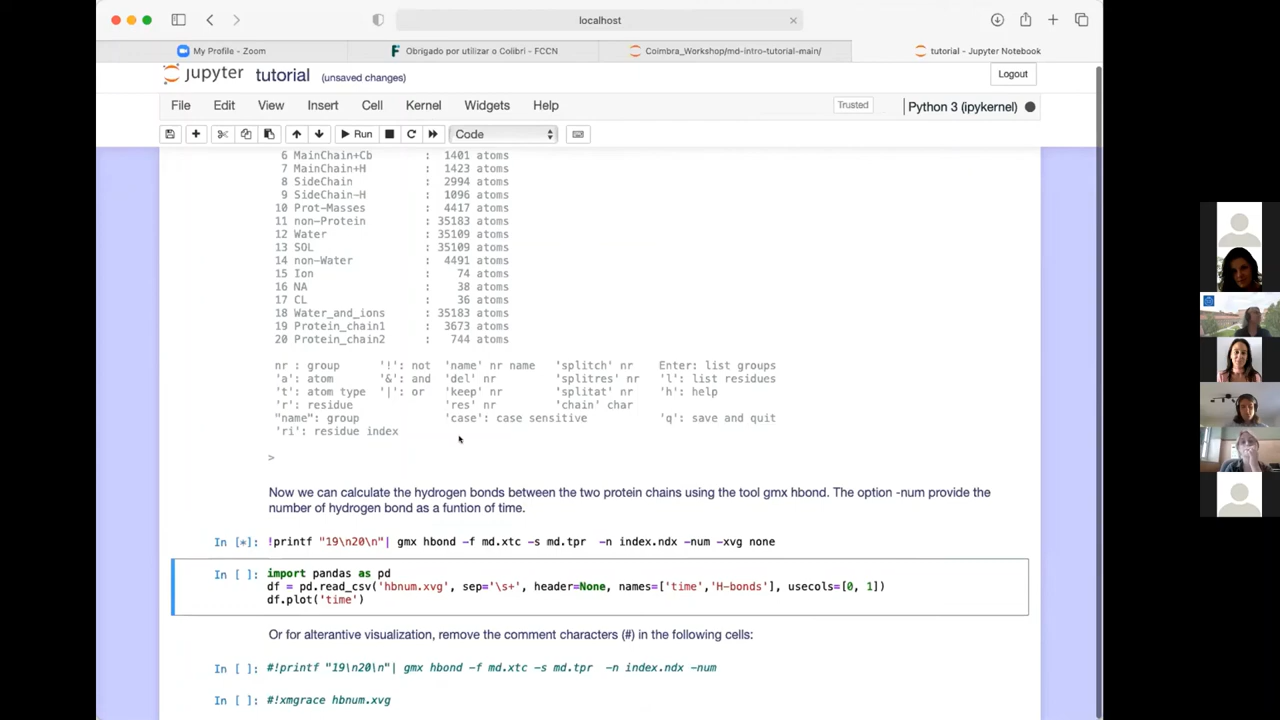 localhost
My Profile - Zoom
Obrigado por utilizar o Colibri - FCCN
Coimbra_Workshop/md-intro-tutorial-main/
tutorial - Jupyter Notebook
jupyter tutorial (unsaved changes)
Logout
File Edit View Insert Cell Kernel Widgets Help
Trusted
Python 3 (ipykernel)
Run
Code
6 MainChain+Cb : 1401 atoms
7 MainChain+H : 1423 atoms
8 SideChain : 2994 atoms
9 SideChain-H : 1096 atoms
10 Prot-Masses : 4417 atoms
11 non-Protein : 35183 atoms
12 Water : 35109 atoms
13 SOL : 35109 atoms
14 non-Water : 4491 atoms
15 Ion : 74 atoms
16 NA : 38 atoms
17 CL : 36 atoms
18 Water_and_ions : 35183 atoms
19 Protein_chain1 : 3673 atoms
20 Protein_chain2 : 744 atoms
nr : group '!': not 'name' nr name 'splitch' nr Enter: list groups
'a': atom '&': and 'del' nr 'splitres' nr 'l': list residues
't': atom type '|': or 'keep' nr 'splitat' nr 'h': help
'r': residue 'res' nr 'chain' char
"name": group 'case': case sensitive 'q': save and quit
'ri': residue index
>
Now we can calculate the hydrogen bonds between the two protein chains using the tool gmx hbond. The option -num provide the
number of hydrogen bond as a funtion of time.
In [*]: !printf "19\n20\n"| gmx hbond -f md.xtc -s md.tpr -n index.ndx -num -xvg none
In [ ]: import pandas as pd
df = pd.read_csv('hbnum.xvg', sep='\s+', header=None, names=['time','H-bonds'], usecols=[0, 1])
df.plot('time')
Or for alterantive visualization, remove the comment characters (#) in the following cells:
In [ ]: #!printf "19\n20\n"| gmx hbond -f md.xtc -s md.tpr -n index.ndx -num
In [ ]: #!xmgrace hbnum.xvg